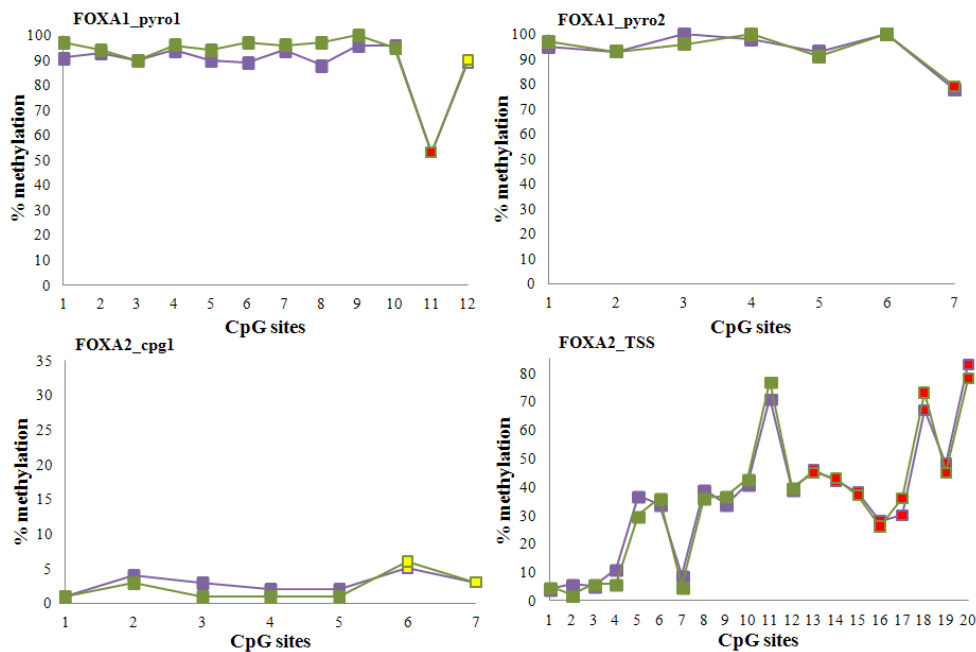 FOXA1_pyro1
% methylation
100
90
80
70
60
50
40
30
20
10
0
1 2 3 4 5 6 7 8 9 10 11 12
CpG sites
FOXA1_pyro2
% methylation
100
90
80
70
60
50
40
30
20
10
0
1 2 3 4 5 6 7
CpG sites
FOXA2_cpg1
% methylation
35
30
25
20
15
10
5
0
1 2 3 4 5 6 7
CpG sites
FOXA2_TSS
% methylation
80
70
60
50
40
30
20
10
0
1 2 3 4 5 6 7 8 9 10 11 12 13 14 15 16 17 18 19 20
CpG sites